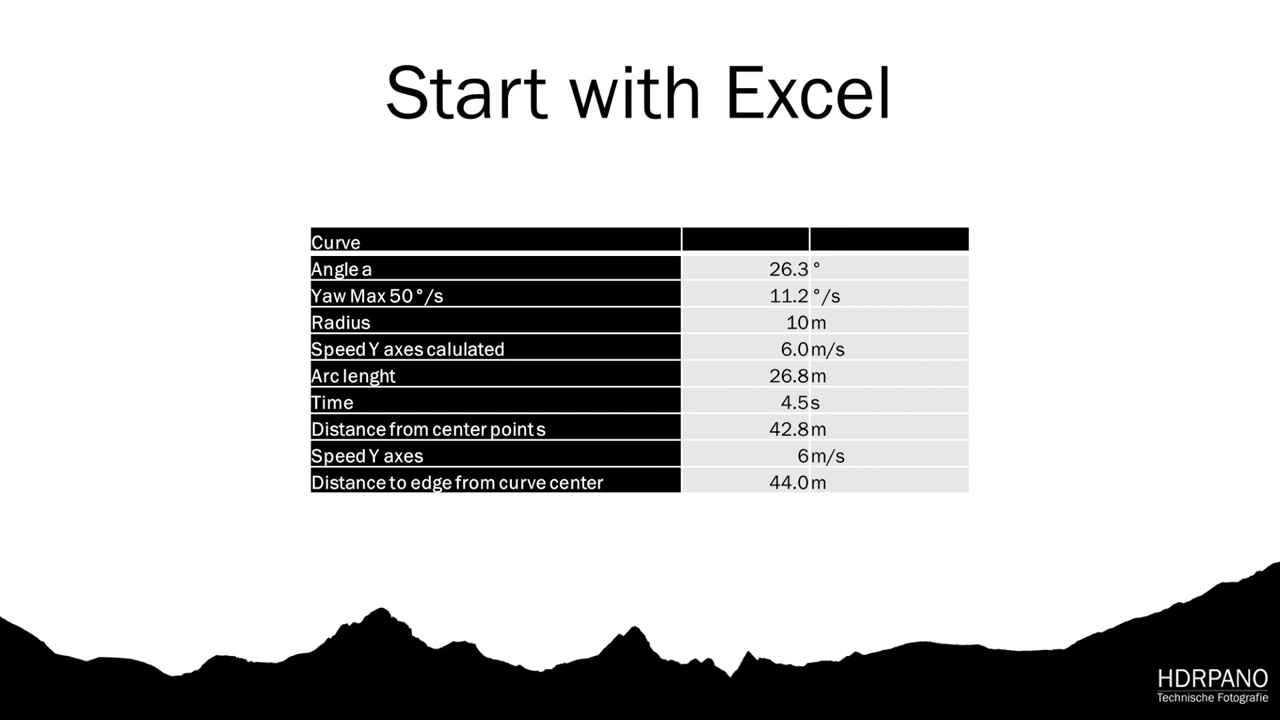 Start with Excel
Curve
Angle a 26.3 °
Yaw Max 50 °/s 11.2 °/s
Radius 10 m
Speed Y axes calulated 6.0 m/s
Arc lenght 26.8 m
Time 4.5 s
Distance from center point s 42.8 m
Speed Y axes 6 m/s
Distance to edge from curve center 44.0 m
HDRPANO
Technische Fotografie